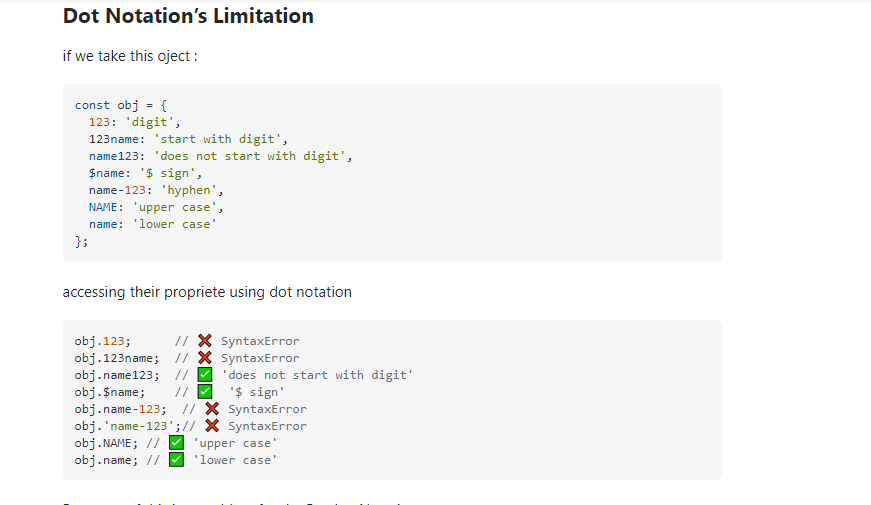 Dot Notation’s Limitation
if we take this oject :
const obj = {
  123: 'digit',
  123name: 'start with digit',
  name123: 'does not start with digit',
  $name: '$ sign',
  name-123: 'hyphen',
  NAME: 'upper case',
  name: 'lower case'
};
accessing their propriete using dot notation
obj.123;      // ❌ SyntaxError
obj.123name;  // ❌ SyntaxError
obj.name123;  // ✅ 'does not start with digit'
obj.$name;    // ✅  '$ sign'
obj.name-123;  // ❌ SyntaxError
obj.'name-123';// ❌ SyntaxError
obj.NAME; // ✅ 'upper case'
obj.name; // ✅ 'lower case'